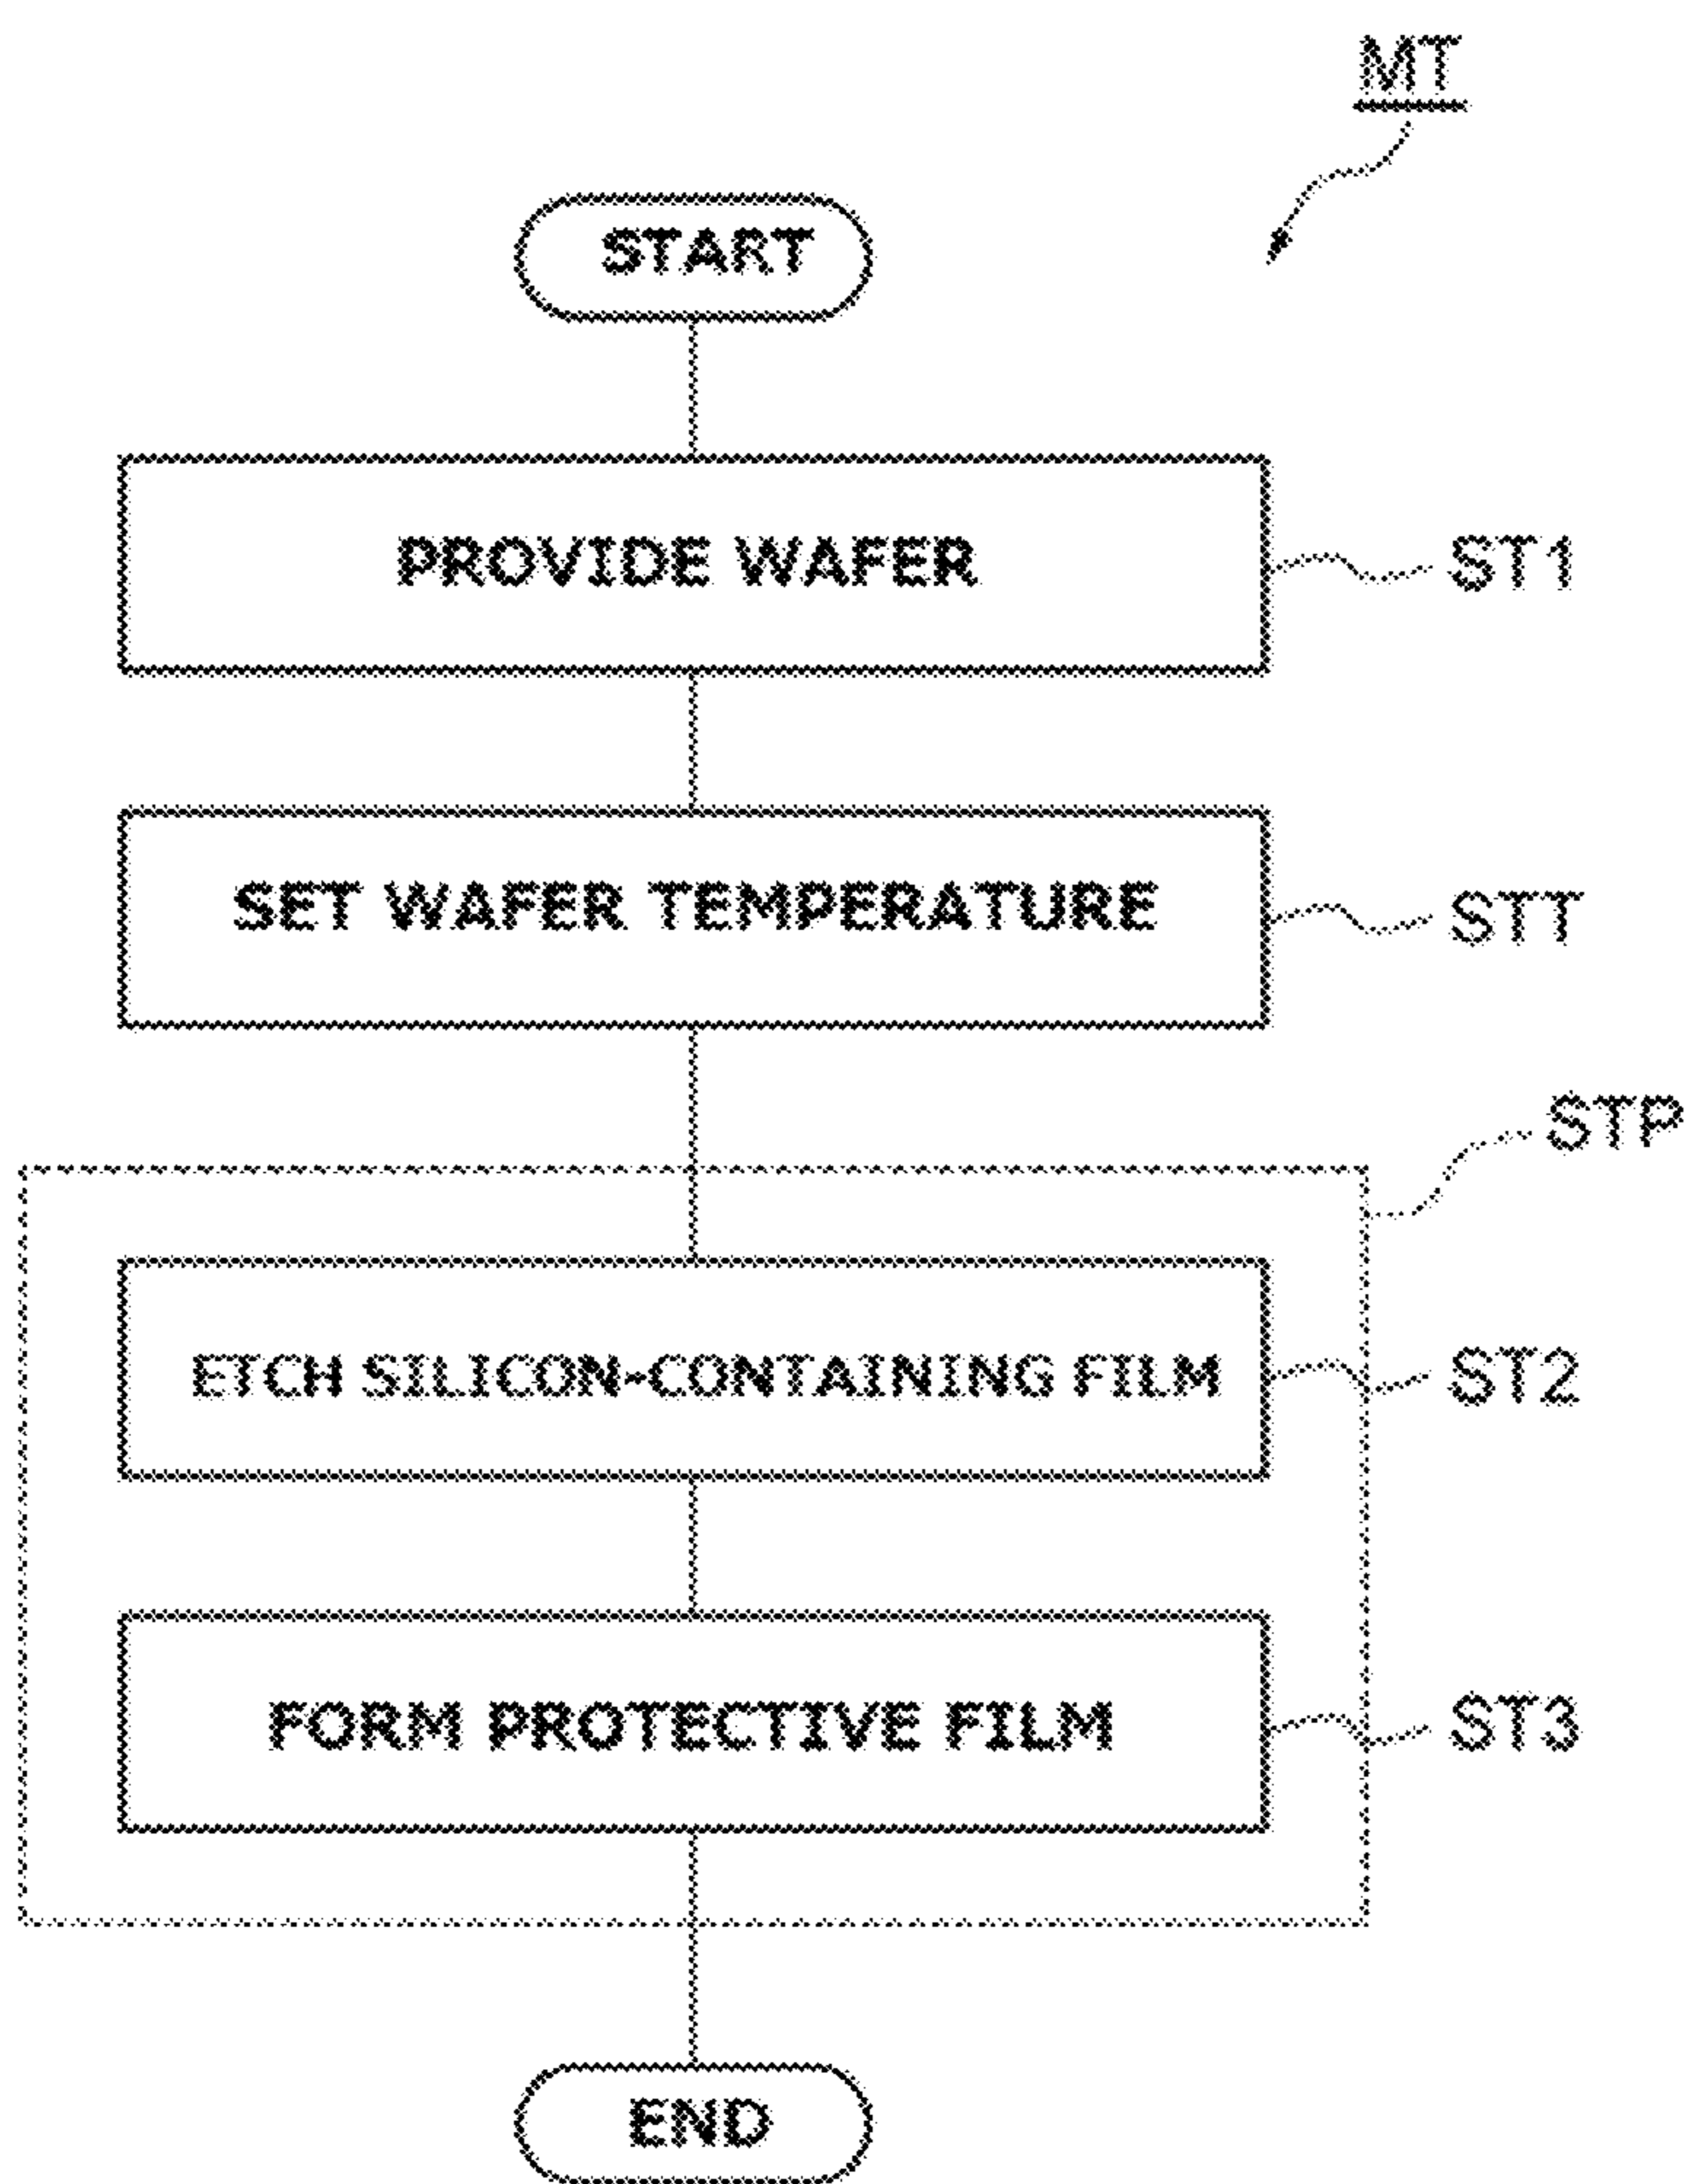 MT
START
PROVIDE WAFER
ST1
SET WAFER TEMPERATURE
STT
STP
ETCH SILICON-CONTAINING FILM
ST2
FORM PROTECTIVE FILM
ST3
END